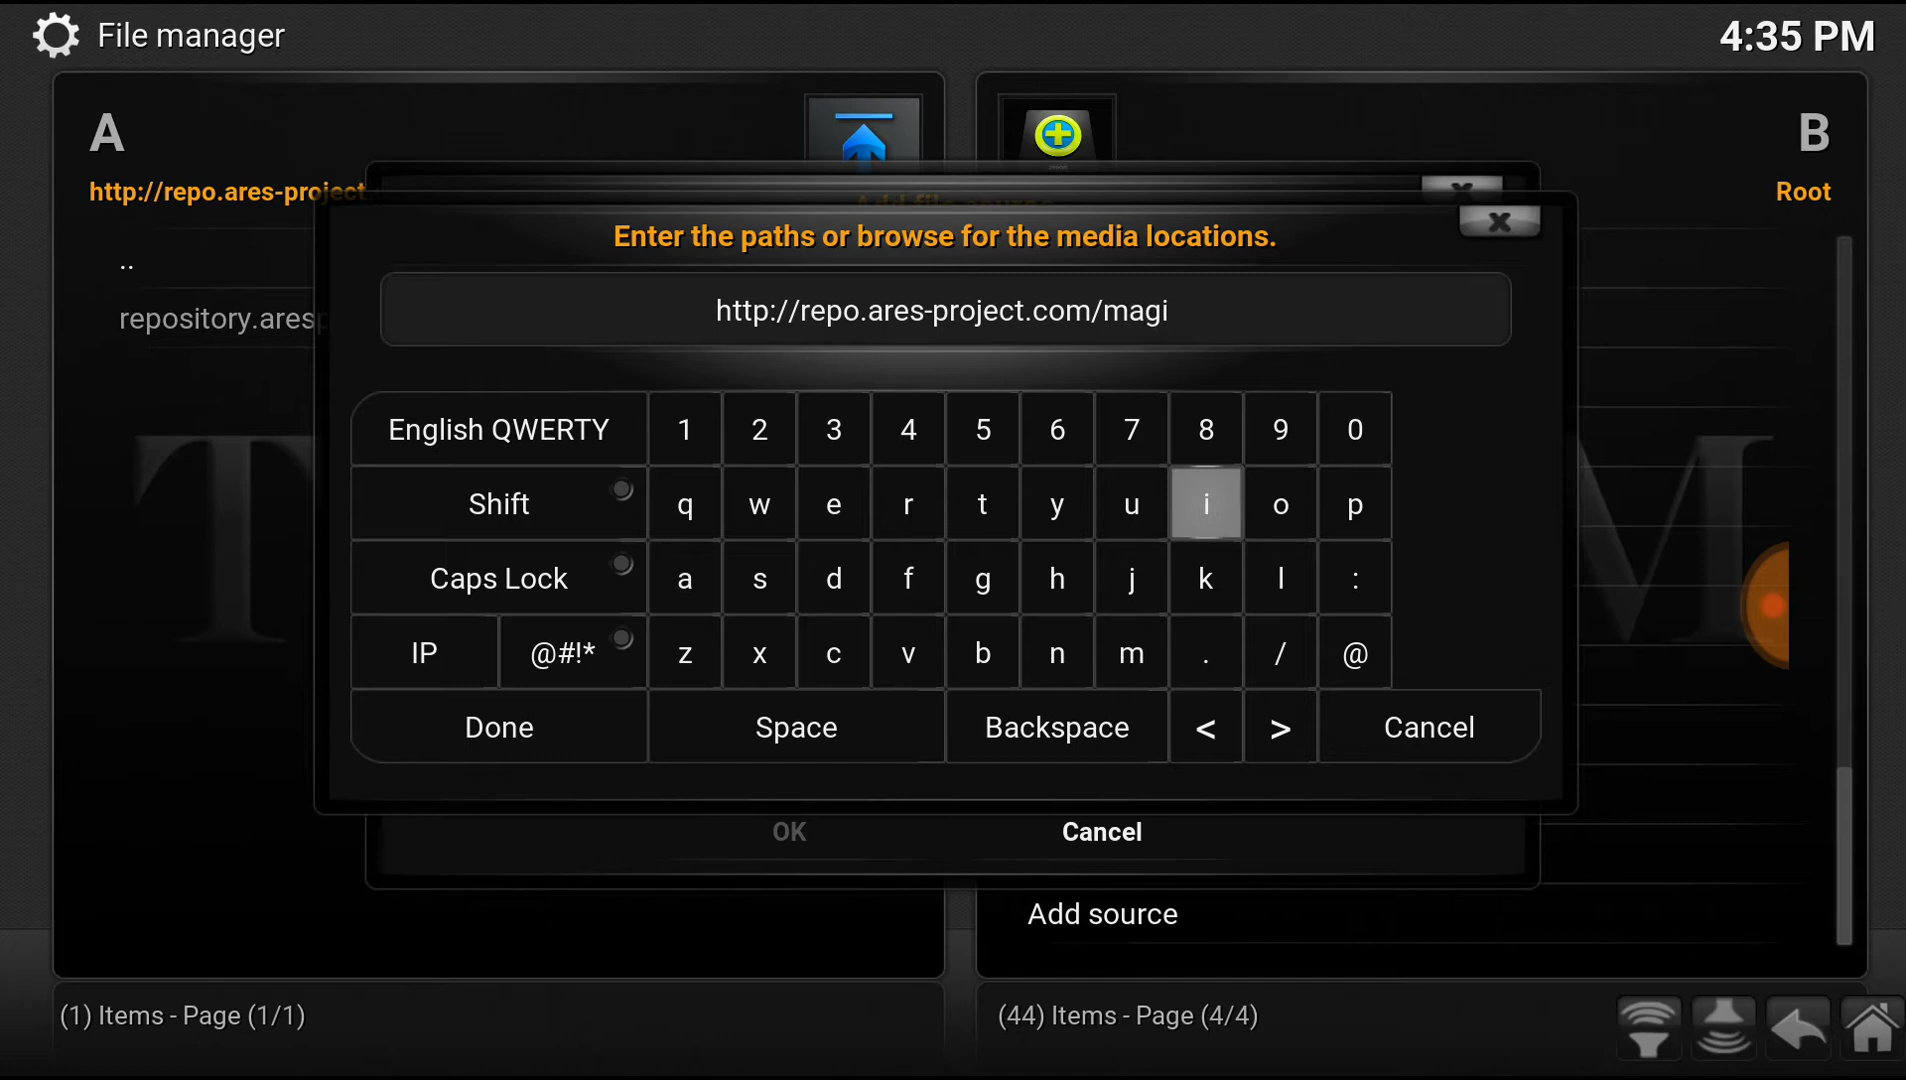 File manager
4:35 PM
A
B
http://repo.ares-project.
Root
Enter the paths or browse for the media locations.
..
http://repo.ares-project.com/magi
repository.aresp
English QWERTY 1 2 3 4 5 6 7 8 9 0
Shift q w e r t y u i o p
Caps Lock a s d f g h j k l :
IP @#!* z x c v b n m . / @
Done Space Backspace < > Cancel
OK Cancel
Add source
(1) Items - Page (1/1)
(44) Items - Page (4/4)